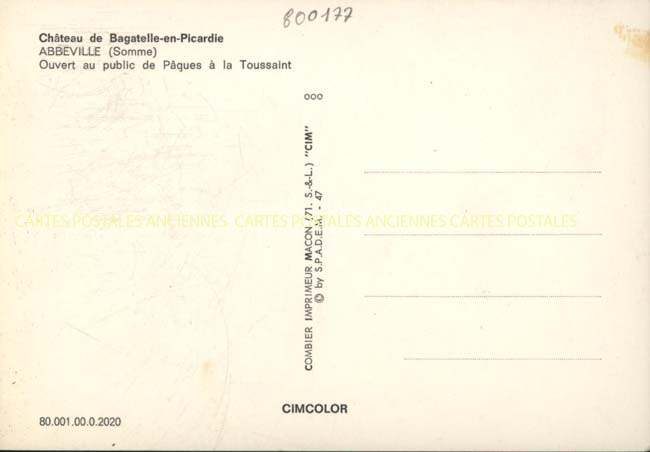 800177
Château de Bagatelle-en-Picardie
ABBEVILLE (Somme)
Ouvert au public de Pâques à la Toussaint
ooo
COMBIER IMPRIMEUR MACON (71. S.-&-L.) "CIM"
© by S.P.A.D.E.M. - 47
CARTES POSTALES ANCIENNES CARTES POSTALES ANCIENNES CARTES POSTALES
CIMCOLOR
80.001.00.0.2020